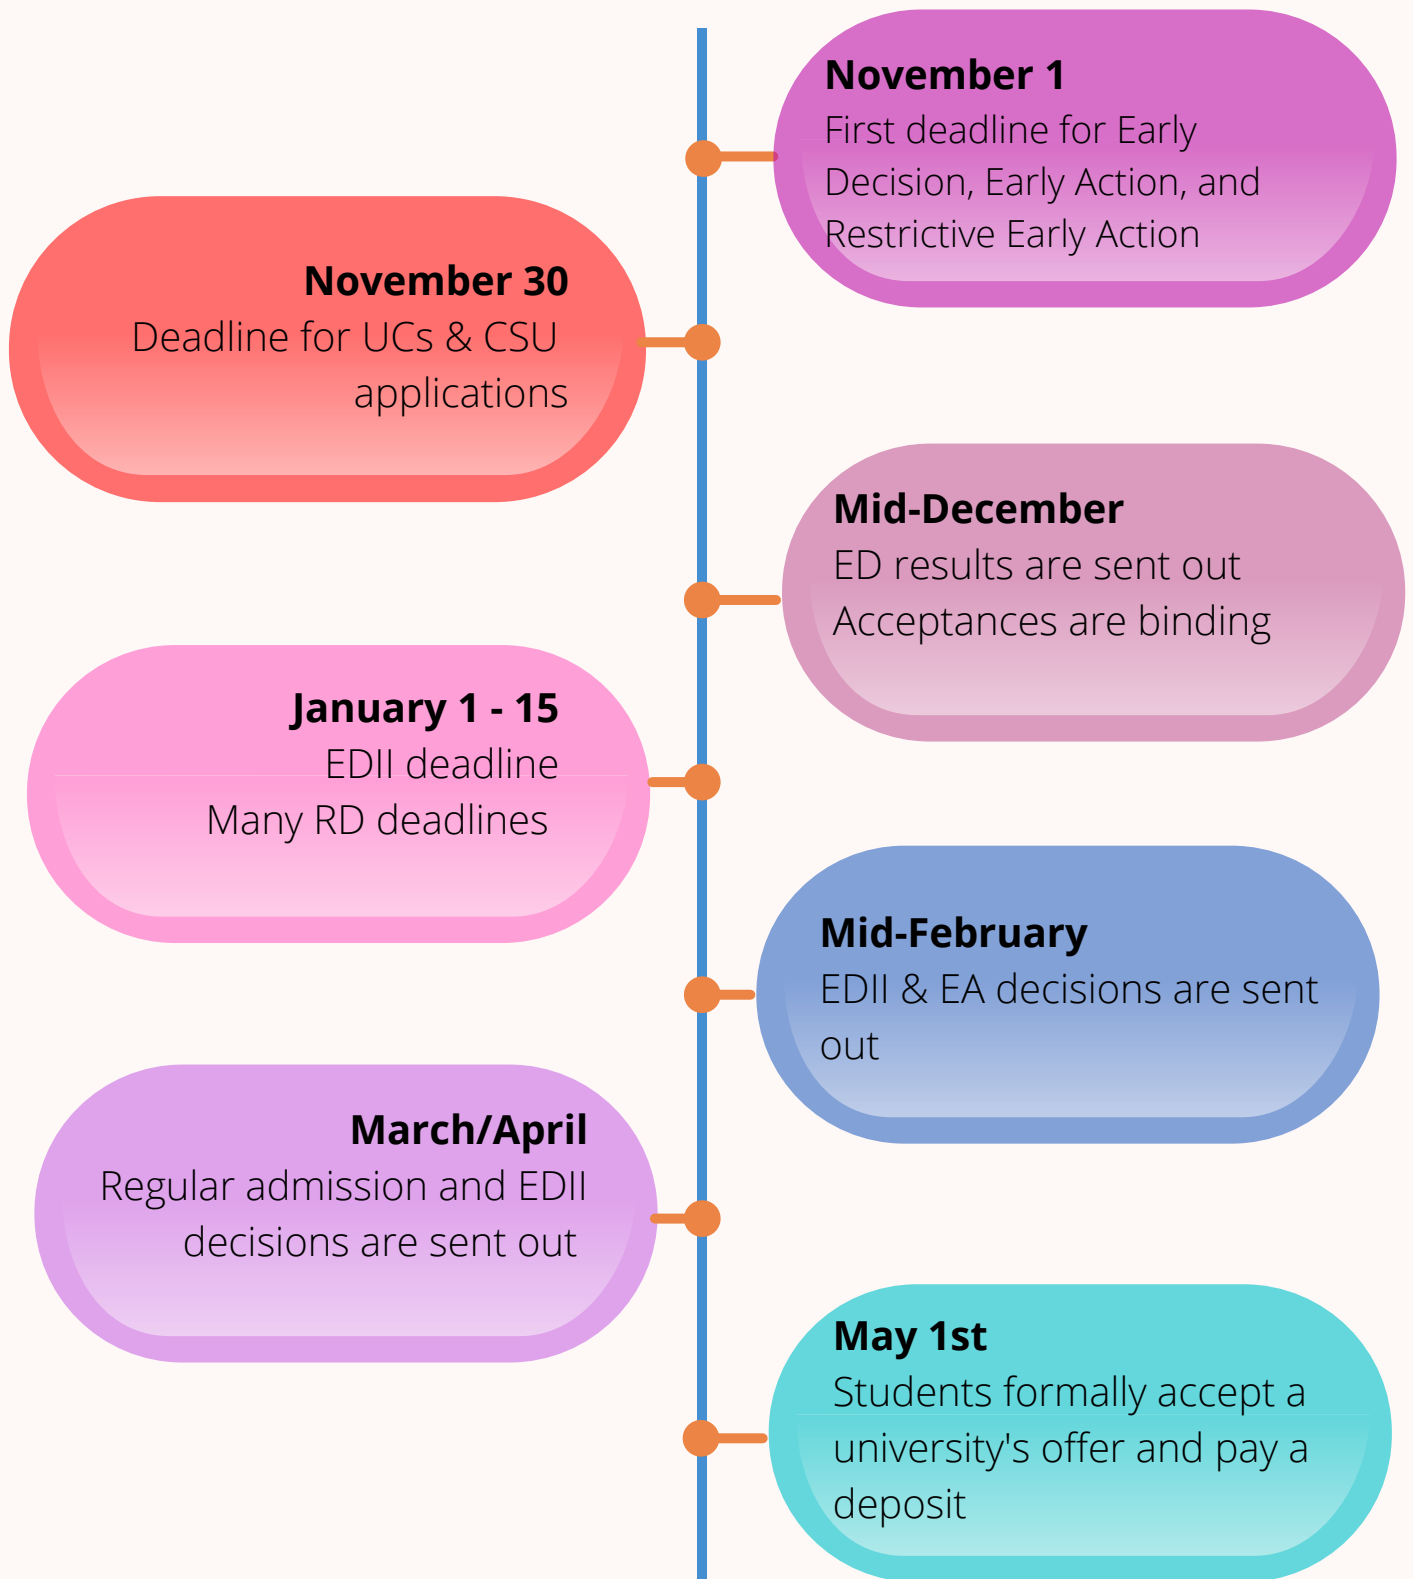 November 1
First deadline for Early
Decision, Early Action, and
Restrictive Early Action
November 30
Deadline for UCs & CSU
applications
Mid-December
ED results are sent out
Acceptances are binding
January 1 - 15
EDII deadline
Many RD deadlines
Mid-February
EDII & EA decisions are sent
out
March/April
Regular admission and EDII
decisions are sent out
May 1st
Students formally accept a
university's offer and pay a
deposit